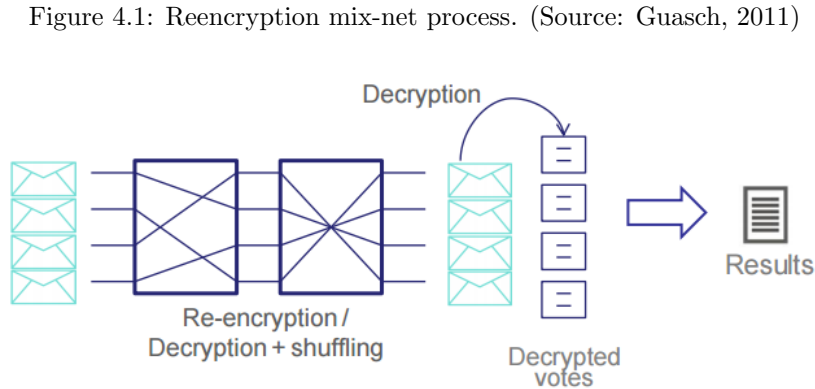 Figure 4.1: Reencryption mix-net process. (Source: Guasch, 2011)
Decryption
Results
Re-encryption /
Decryption + shuffling
Decrypted
votes